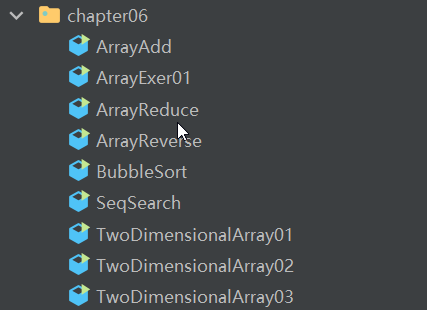 chapter06
ArrayAdd
ArrayExer01
ArrayReduce
ArrayReverse
BubbleSort
SeqSearch
TwoDimensionalArray01
TwoDimensionalArray02
TwoDimensionalArray03